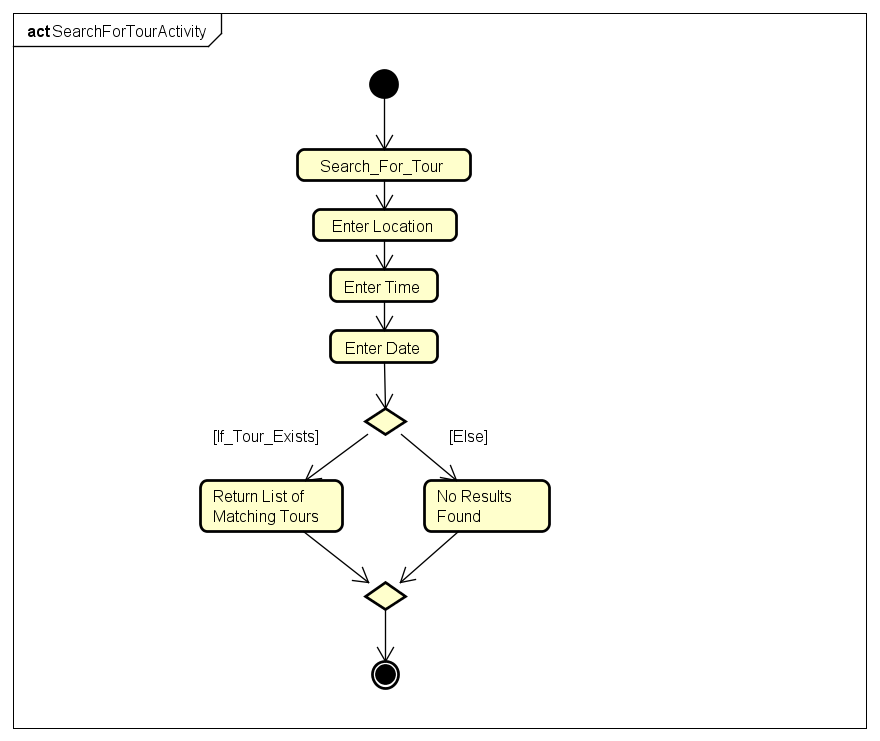 act SearchForTourActivity
Search_For_Tour
Enter Location
Enter Time
Enter Date
[If_Tour_Exists]
[Else]
Return List of
Matching Tours
No Results
Found